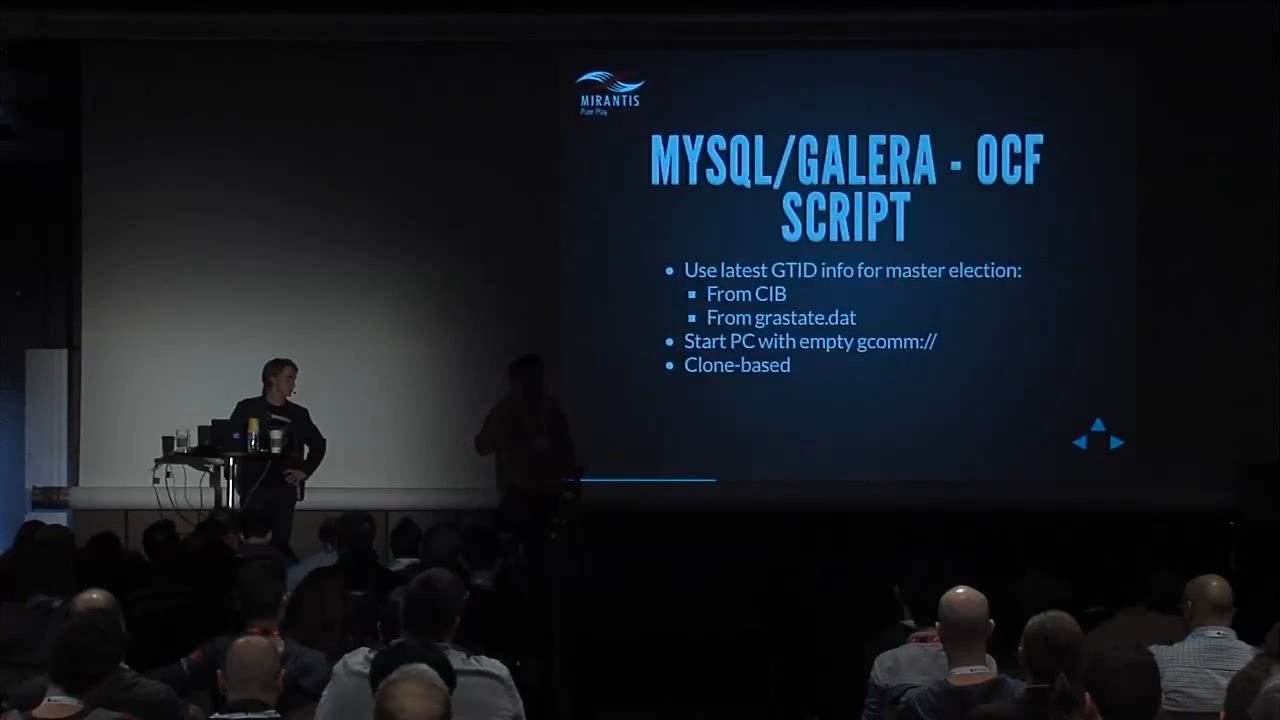 MIRANTIS
Pure Play
MYSQL/GALERA - OCF
SCRIPT
Use latest GTID info for master election:
From CIB
From grastate.dat
Start PC with empty gcomm://
Clone-based